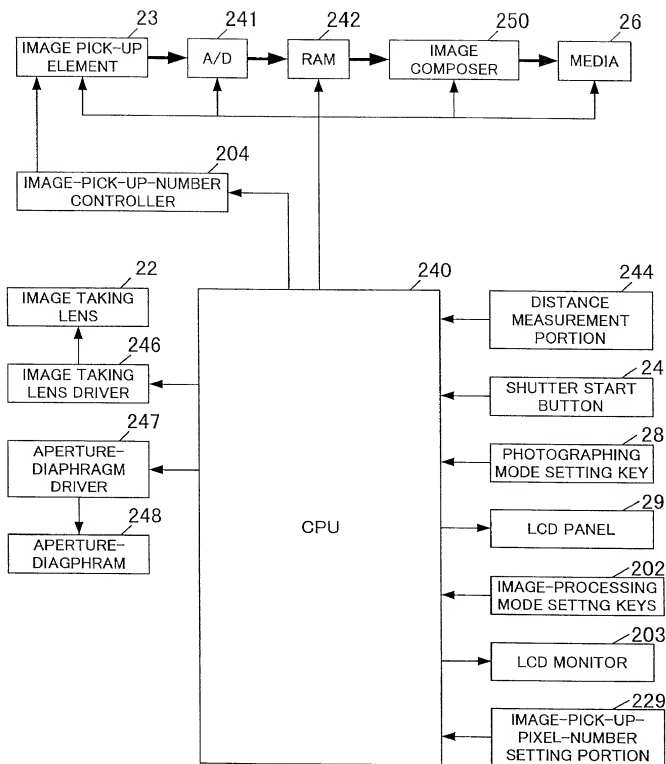 23
241
242
250
26
IMAGE PICK-UP
ELEMENT
A/D
RAM
IMAGE
COMPOSER
MEDIA
204
IMAGE-PICK-UP-NUMBER
CONTROLLER
22
IMAGE TAKING
LENS
246
IMAGE TAKING
LENS DRIVER
247
APERTURE-
DIAPHRAGM
DRIVER
248
APERTURE-
DIAGPHRAM
240
CPU
244
DISTANCE
MEASUREMENT
PORTION
24
SHUTTER START
BUTTON
28
PHOTOGRAPHING
MODE SETTING KEY
29
LCD PANEL
202
IMAGE-PROCESSING
MODE SETTNG KEYS
203
LCD MONITOR
229
IMAGE-PICK-UP-
PIXEL-NUMBER
SETTING PORTION